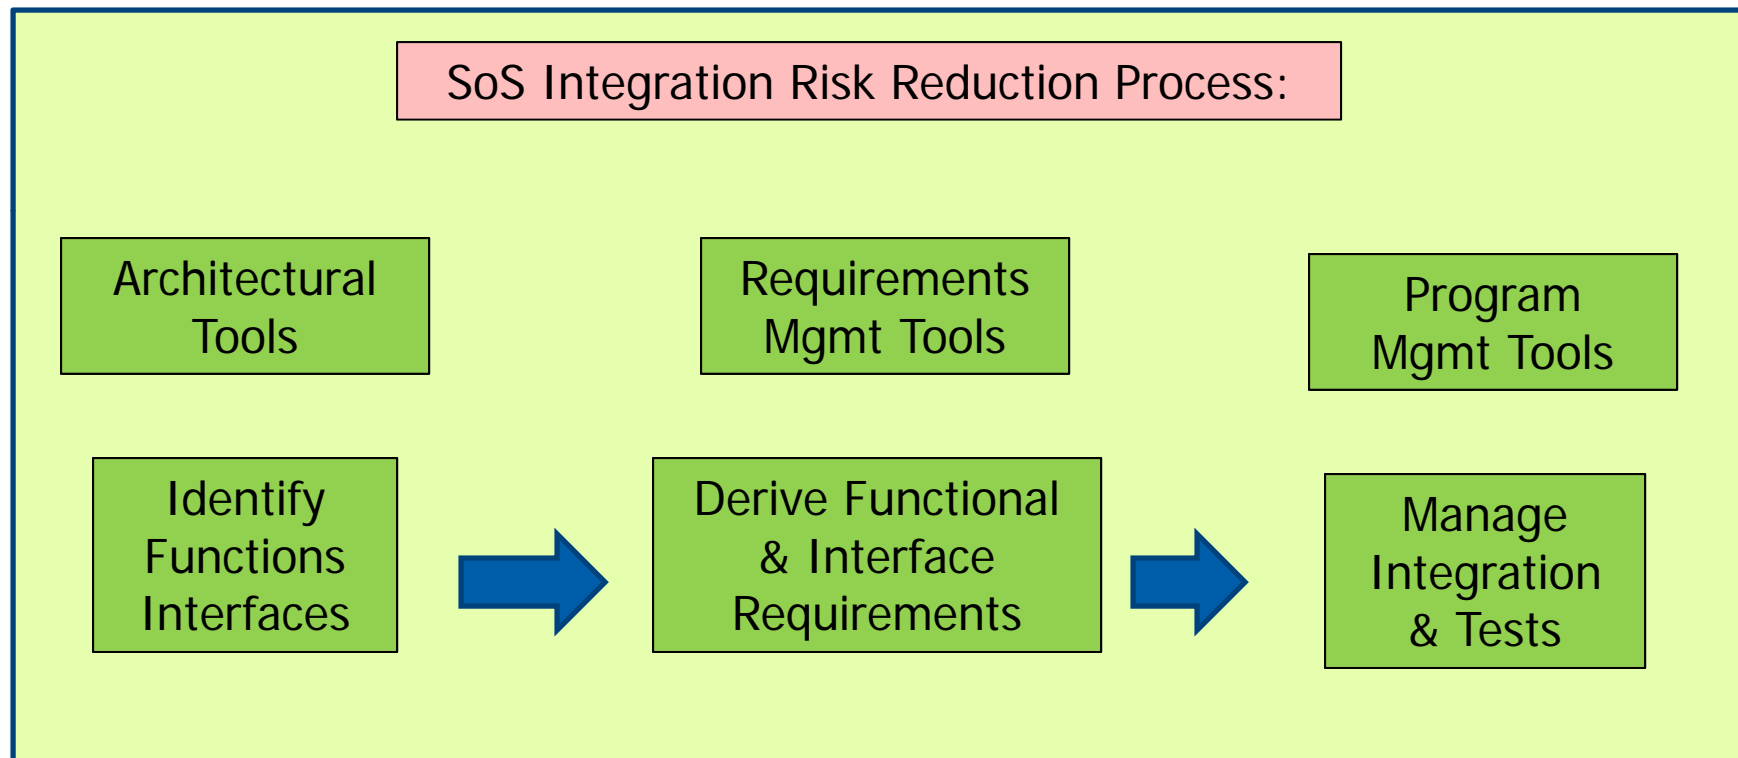 SoS Integration Risk Reduction Process:
Architectural
Tools
Requirements
Mgmt Tools
Program
Mgmt Tools
Identify
Functions
Interfaces
Derive Functional
& Interface
Requirements
Manage
Integration
& Tests